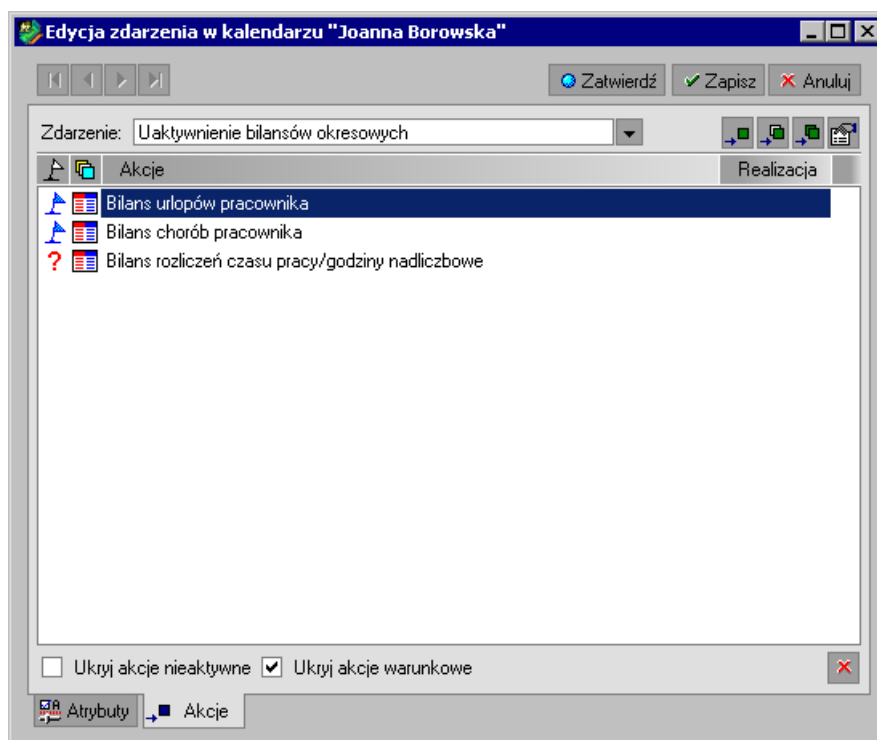 Edycja zdarzenia w kalendarzu "Joanna Borowska"
Zatwierdź Zapisz Anuluj
Zdarzenie: Uaktywnienie bilansów okresowych
Akcje Realizacja
Bilans urlopów pracownika
Bilans chorób pracownika
? Bilans rozliczeń czasu pracy/godziny nadliczbowe
Ukryj akcje nieaktywne Ukryj akcje warunkowe
Atrybuty Akcje